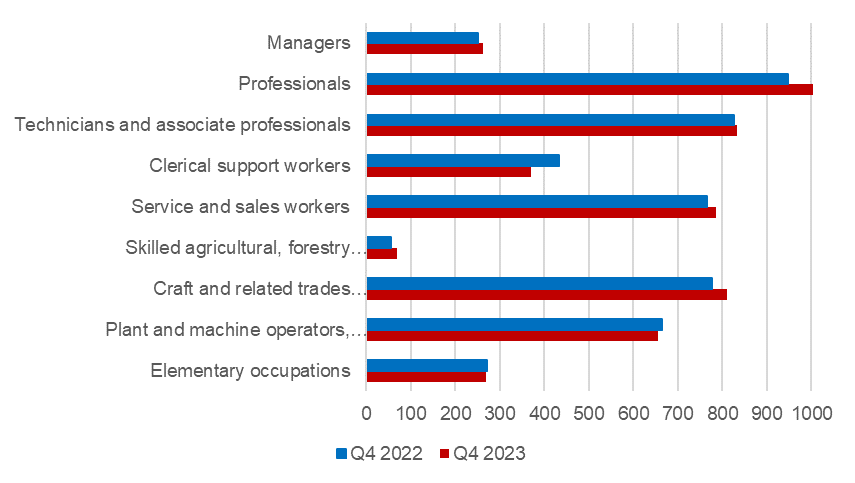 Managers
Professionals
Technicians and associate professionals
Clerical support workers
Service and sales workers
Skilled agricultural, forestry…
Craft and related trades…
Plant and machine operators,…
Elementary occupations
0 100 200 300 400 500 600 700 800 900 1000
Q4 2022 Q4 2023